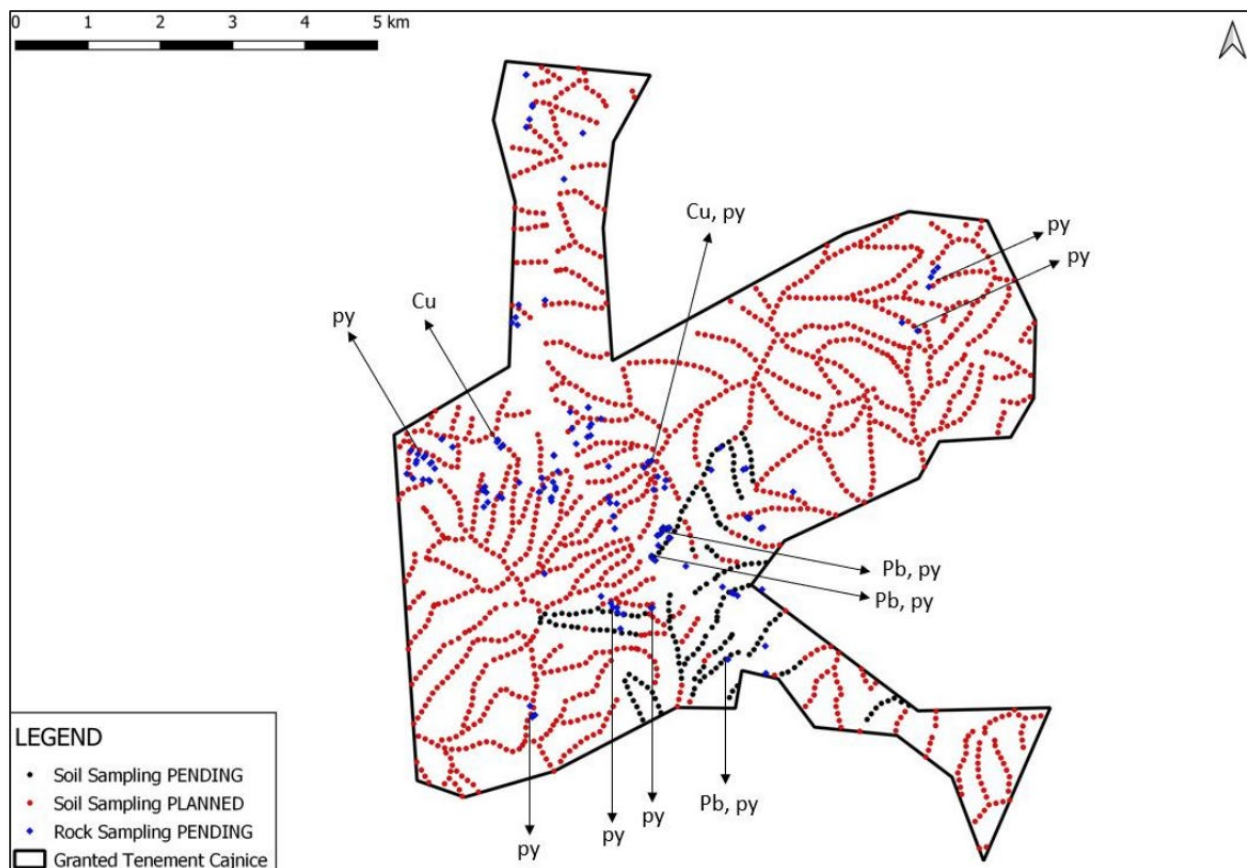 0 1 2 3 4 5 km
Cu, py
py
py
Cu
py
Pb, py
Pb, py
Pb, py
py
py
py
LEGEND
Soil Sampling PENDING
Soil Sampling PLANNED
Rock Sampling PENDING
Granted Tenement Cajnice